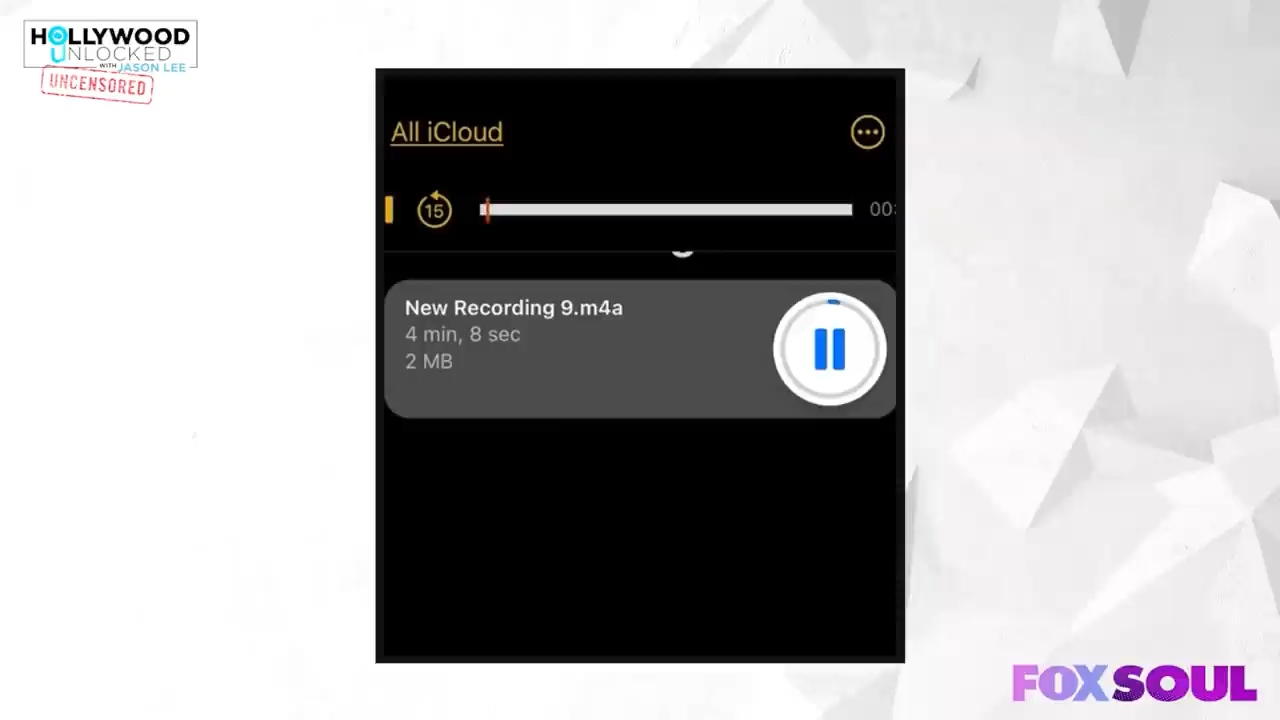 HOLLYWOOD
UNLOCKED
WITH JASON LEE
UNCENSORED
All iCloud
15
00:
New Recording 9.m4a
4 min, 8 sec
2 MB
FOXSOUL